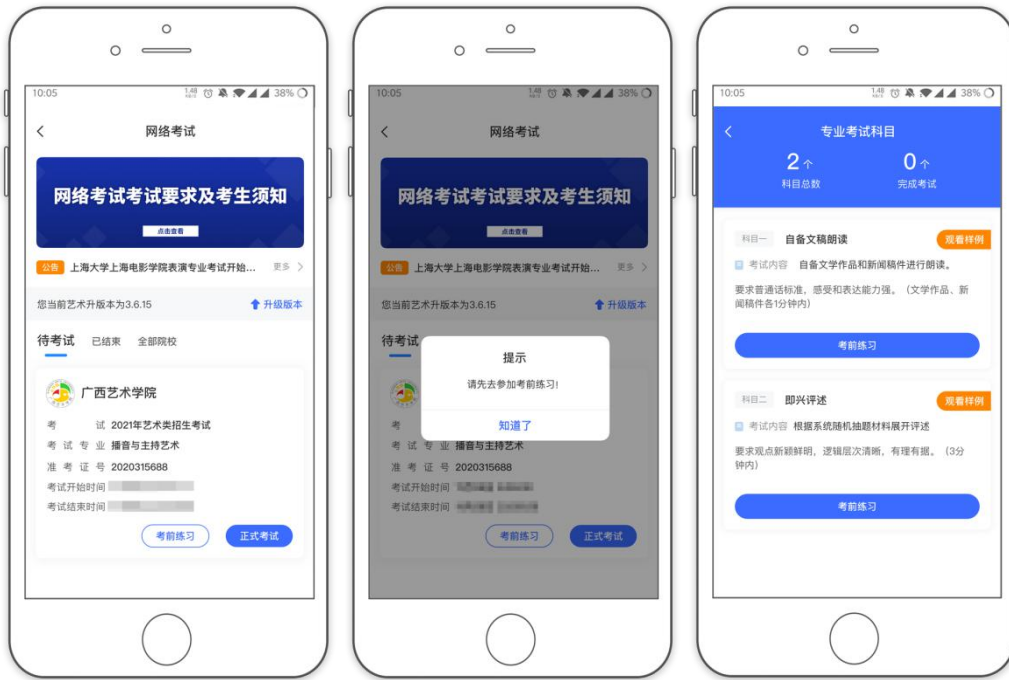 10:05
1.48 KB/s
38%
网络考试
网络考试考试要求及考生须知
点击查看
公告 上海大学上海电影学院表演专业考试开始... 更多
您当前艺术升版本为3.6.15 升级版本
待考试 已结束 全部院校
广西艺术学院
考 试 2021年艺术类招生考试
考 试 专 业 播音与主持艺术
准 考 证 号 2020315688
考试开始时间
考试结束时间
考前练习 正式考试
10:05
1.48 KB/s
38%
网络考试
网络考试考试要求及考生须知
点击查看
公告 上海大学上海电影学院表演专业考试开始... 更多
您当前艺术升版本为3.6.15 升级版本
待考试
提示
请先去参加考前练习!
知道了
考
考 试 专 业 播音与主持艺术
准 考 证 号 2020315688
考试开始时间
考试结束时间
考前练习 正式考试
10:05
1.48 KB/s
38%
专业考试科目
2个 0个
科目总数 完成考试
科目一 自备文稿朗读 观看样例
考试内容 自备文学作品和新闻稿件进行朗读。
要求普通话标准，感受和表达能力强。（文学作品、新
闻稿件各1分钟内）
考前练习
科目二 即兴评述 观看样例
考试内容 根据系统随机抽题材料展开评述
要求观点新颖鲜明，逻辑层次清晰，有理有据。（3分
钟内）
考前练习